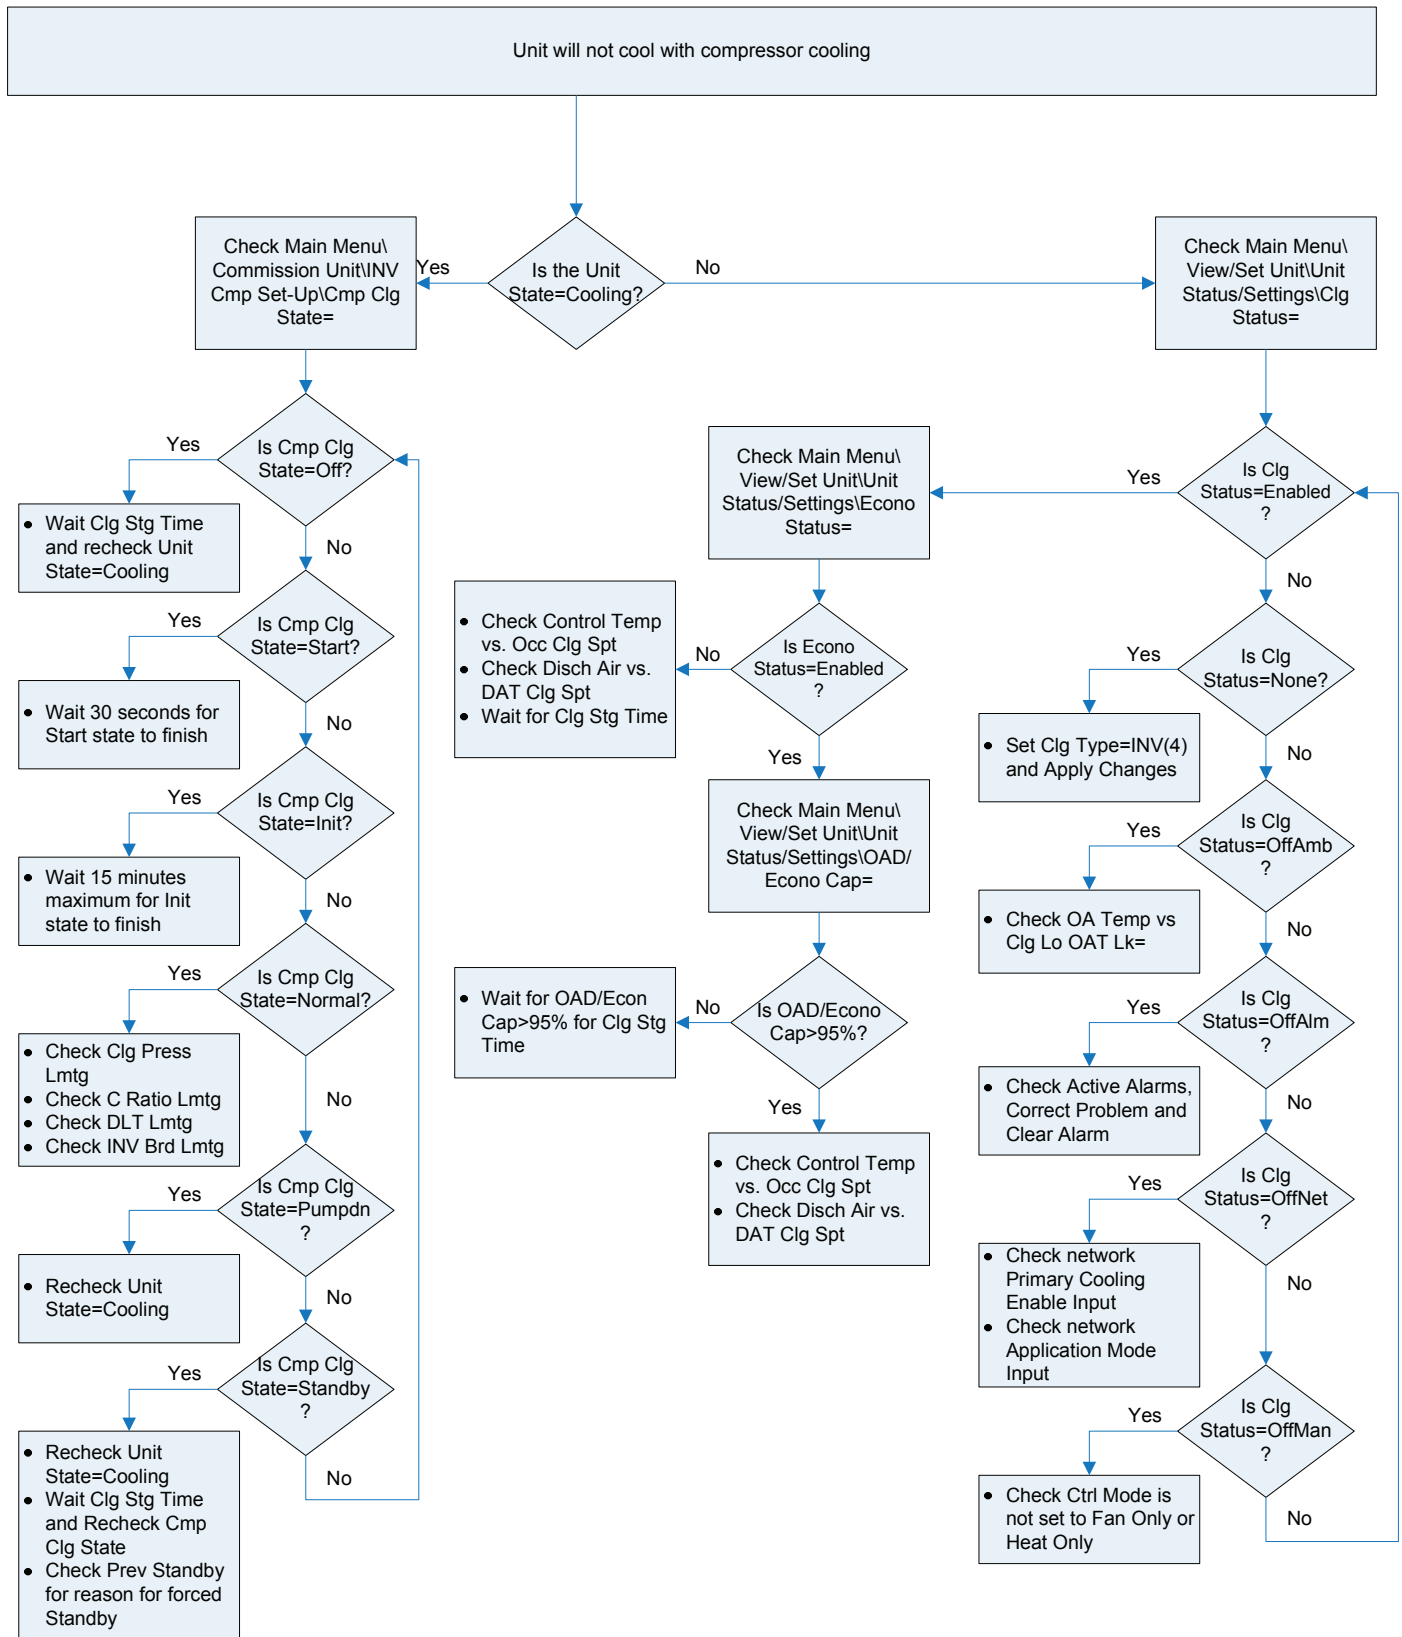 Unit will not cool with compressor cooling
Check Main Menu\
Commission Unit\INV
Cmp Set-Up\Cmp Clg
State=
Yes
Is the Unit
State=Cooling?
No
Check Main Menu\
View/Set Unit\Unit
Status/Settings\Clg
Status=
Is Cmp Clg
State=Off?
Yes
No
• Wait Clg Stg Time
and recheck Unit
State=Cooling
Is Cmp Clg
State=Start?
Yes
No
• Wait 30 seconds for
Start state to finish
Is Cmp Clg
State=Init?
Yes
No
• Wait 15 minutes
maximum for Init
state to finish
Is Cmp Clg
State=Normal?
Yes
No
• Check Clg Press
Lmtg
• Check C Ratio Lmtg
• Check DLT Lmtg
• Check INV Brd Lmtg
Is Cmp Clg
State=Pumpdn
?
Yes
No
• Recheck Unit
State=Cooling
Is Cmp Clg
State=Standby
?
Yes
No
• Recheck Unit
State=Cooling
• Wait Clg Stg Time
and Recheck Cmp
Clg State
• Check Prev Standby
for reason for forced
Standby
Check Main Menu\
View/Set Unit\Unit
Status/Settings\Econo
Status=
Is Econo
Status=Enabled
?
No
Yes
• Check Control Temp
vs. Occ Clg Spt
• Check Disch Air vs.
DAT Clg Spt
• Wait for Clg Stg Time
Check Main Menu\
View/Set Unit\Unit
Status/Settings\OAD/
Econo Cap=
Is OAD/Econo
Cap>95%?
No
Yes
• Wait for OAD/Econ
Cap>95% for Clg Stg
Time
• Check Control Temp
vs. Occ Clg Spt
• Check Disch Air vs.
DAT Clg Spt
Is Clg
Status=Enabled
?
Yes
No
Is Clg
Status=None?
Yes
No
• Set Clg Type=INV(4)
and Apply Changes
Is Clg
Status=OffAmb
?
Yes
No
• Check OA Temp vs
Clg Lo OAT Lk=
Is Clg
Status=OffAlm
?
Yes
No
• Check Active Alarms,
Correct Problem and
Clear Alarm
Is Clg
Status=OffNet
?
Yes
No
• Check network
Primary Cooling
Enable Input
• Check network
Application Mode
Input
Is Clg
Status=OffMan
?
Yes
No
• Check Ctrl Mode is
not set to Fan Only or
Heat Only